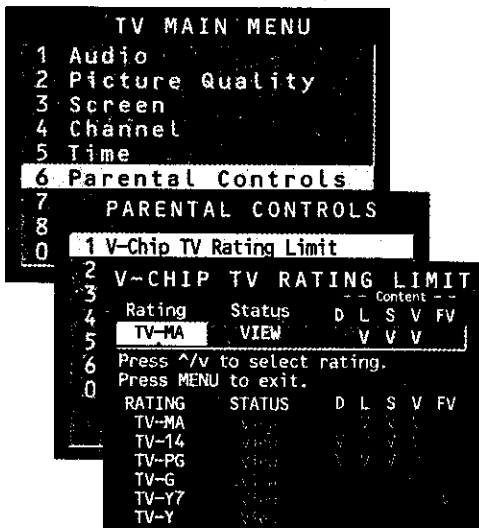 TV MAIN MENU
1 Audio
2 Picture Quality
3 Screen
4 Channel
5 Time
6 Parental Controls
7
8
0
PARENTAL CONTROLS
1 V-Chip TV Rating Limit
2
3
4
5
6
0
V-CHIP TV RATING LIMIT
-- Content --
Rating Status D L S V FV
TV-MA VIEW V V V
Press ^/v to select rating.
Press MENU to exit.
RATING STATUS D L S V FV
TV-MA
TV-14
TV-PG
TV-G
TV-Y7
TV-Y